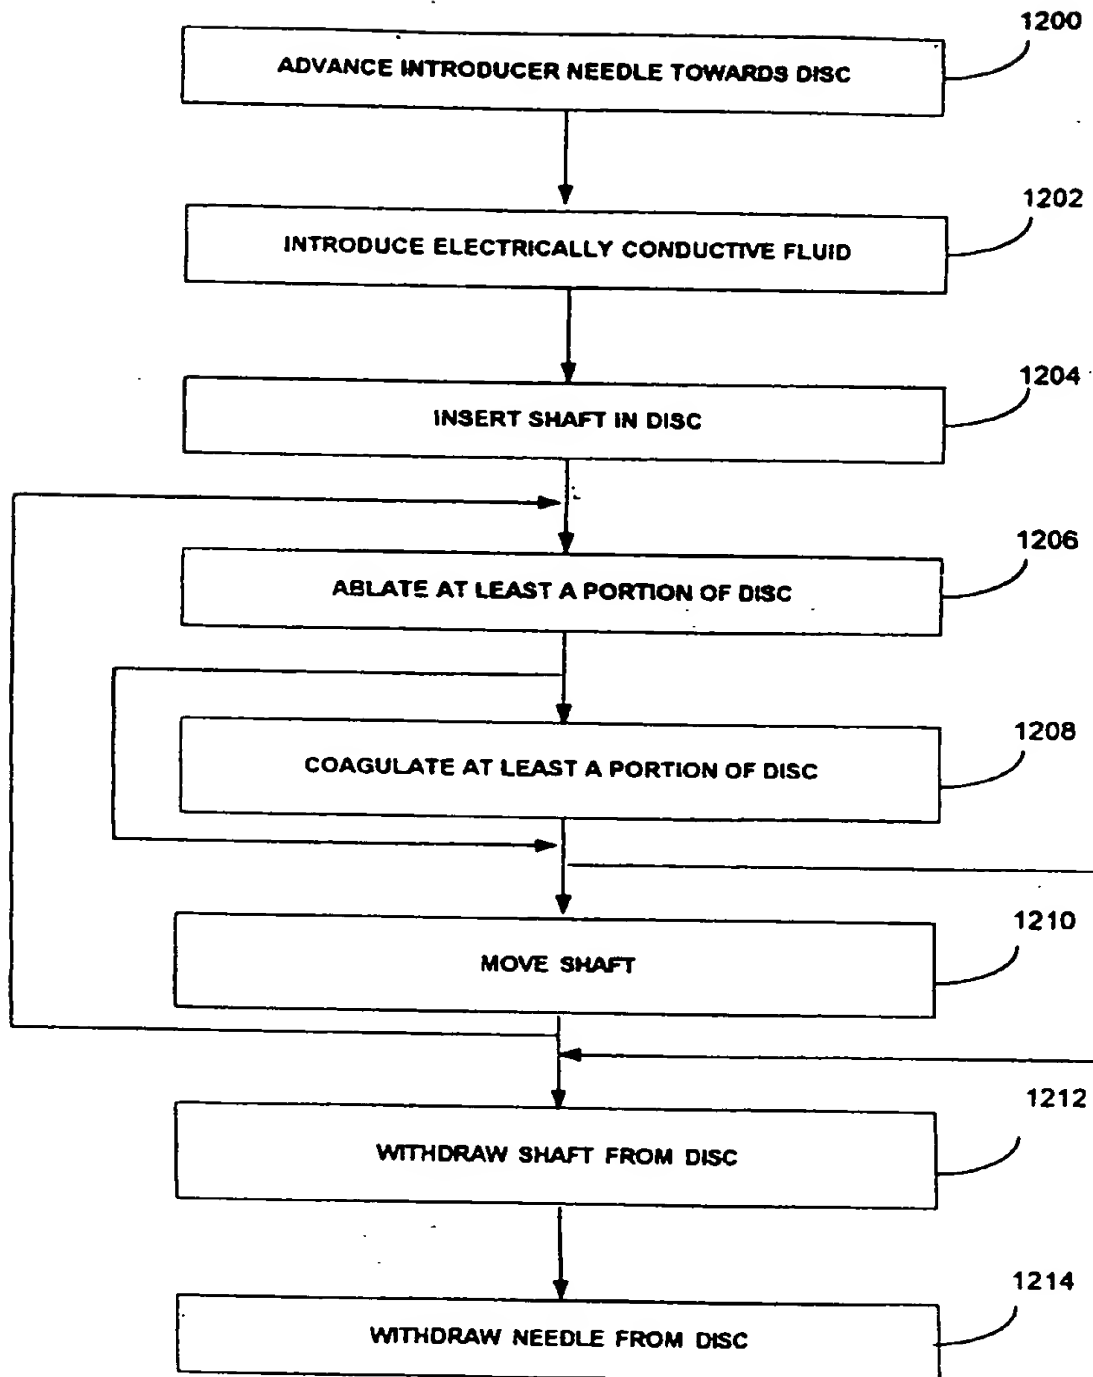 1200
ADVANCE INTRODUCER NEEDLE TOWARDS DISC
1202
INTRODUCE ELECTRICALLY CONDUCTIVE FLUID
1204
INSERT SHAFT IN DISC
1206
ABLATE AT LEAST A PORTION OF DISC
1208
COAGULATE AT LEAST A PORTION OF DISC
1210
MOVE SHAFT
1212
WITHDRAW SHAFT FROM DISC
1214
WITHDRAW NEEDLE FROM DISC